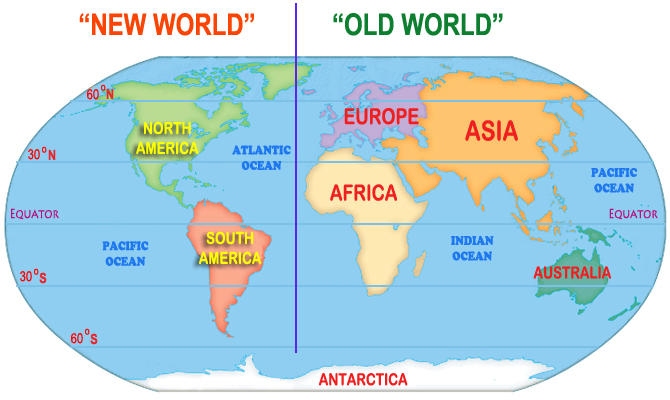 “NEW WORLD”
“OLD WORLD”
60°N
EUROPE
ASIA
NORTH
AMERICA
ATLANTIC
OCEAN
30°N
PACIFIC
OCEAN
AFRICA
EQUATOR
EQUATOR
SOUTH
AMERICA
PACIFIC
OCEAN
INDIAN
OCEAN
30°S
AUSTRALIA
60°S
ANTARCTICA